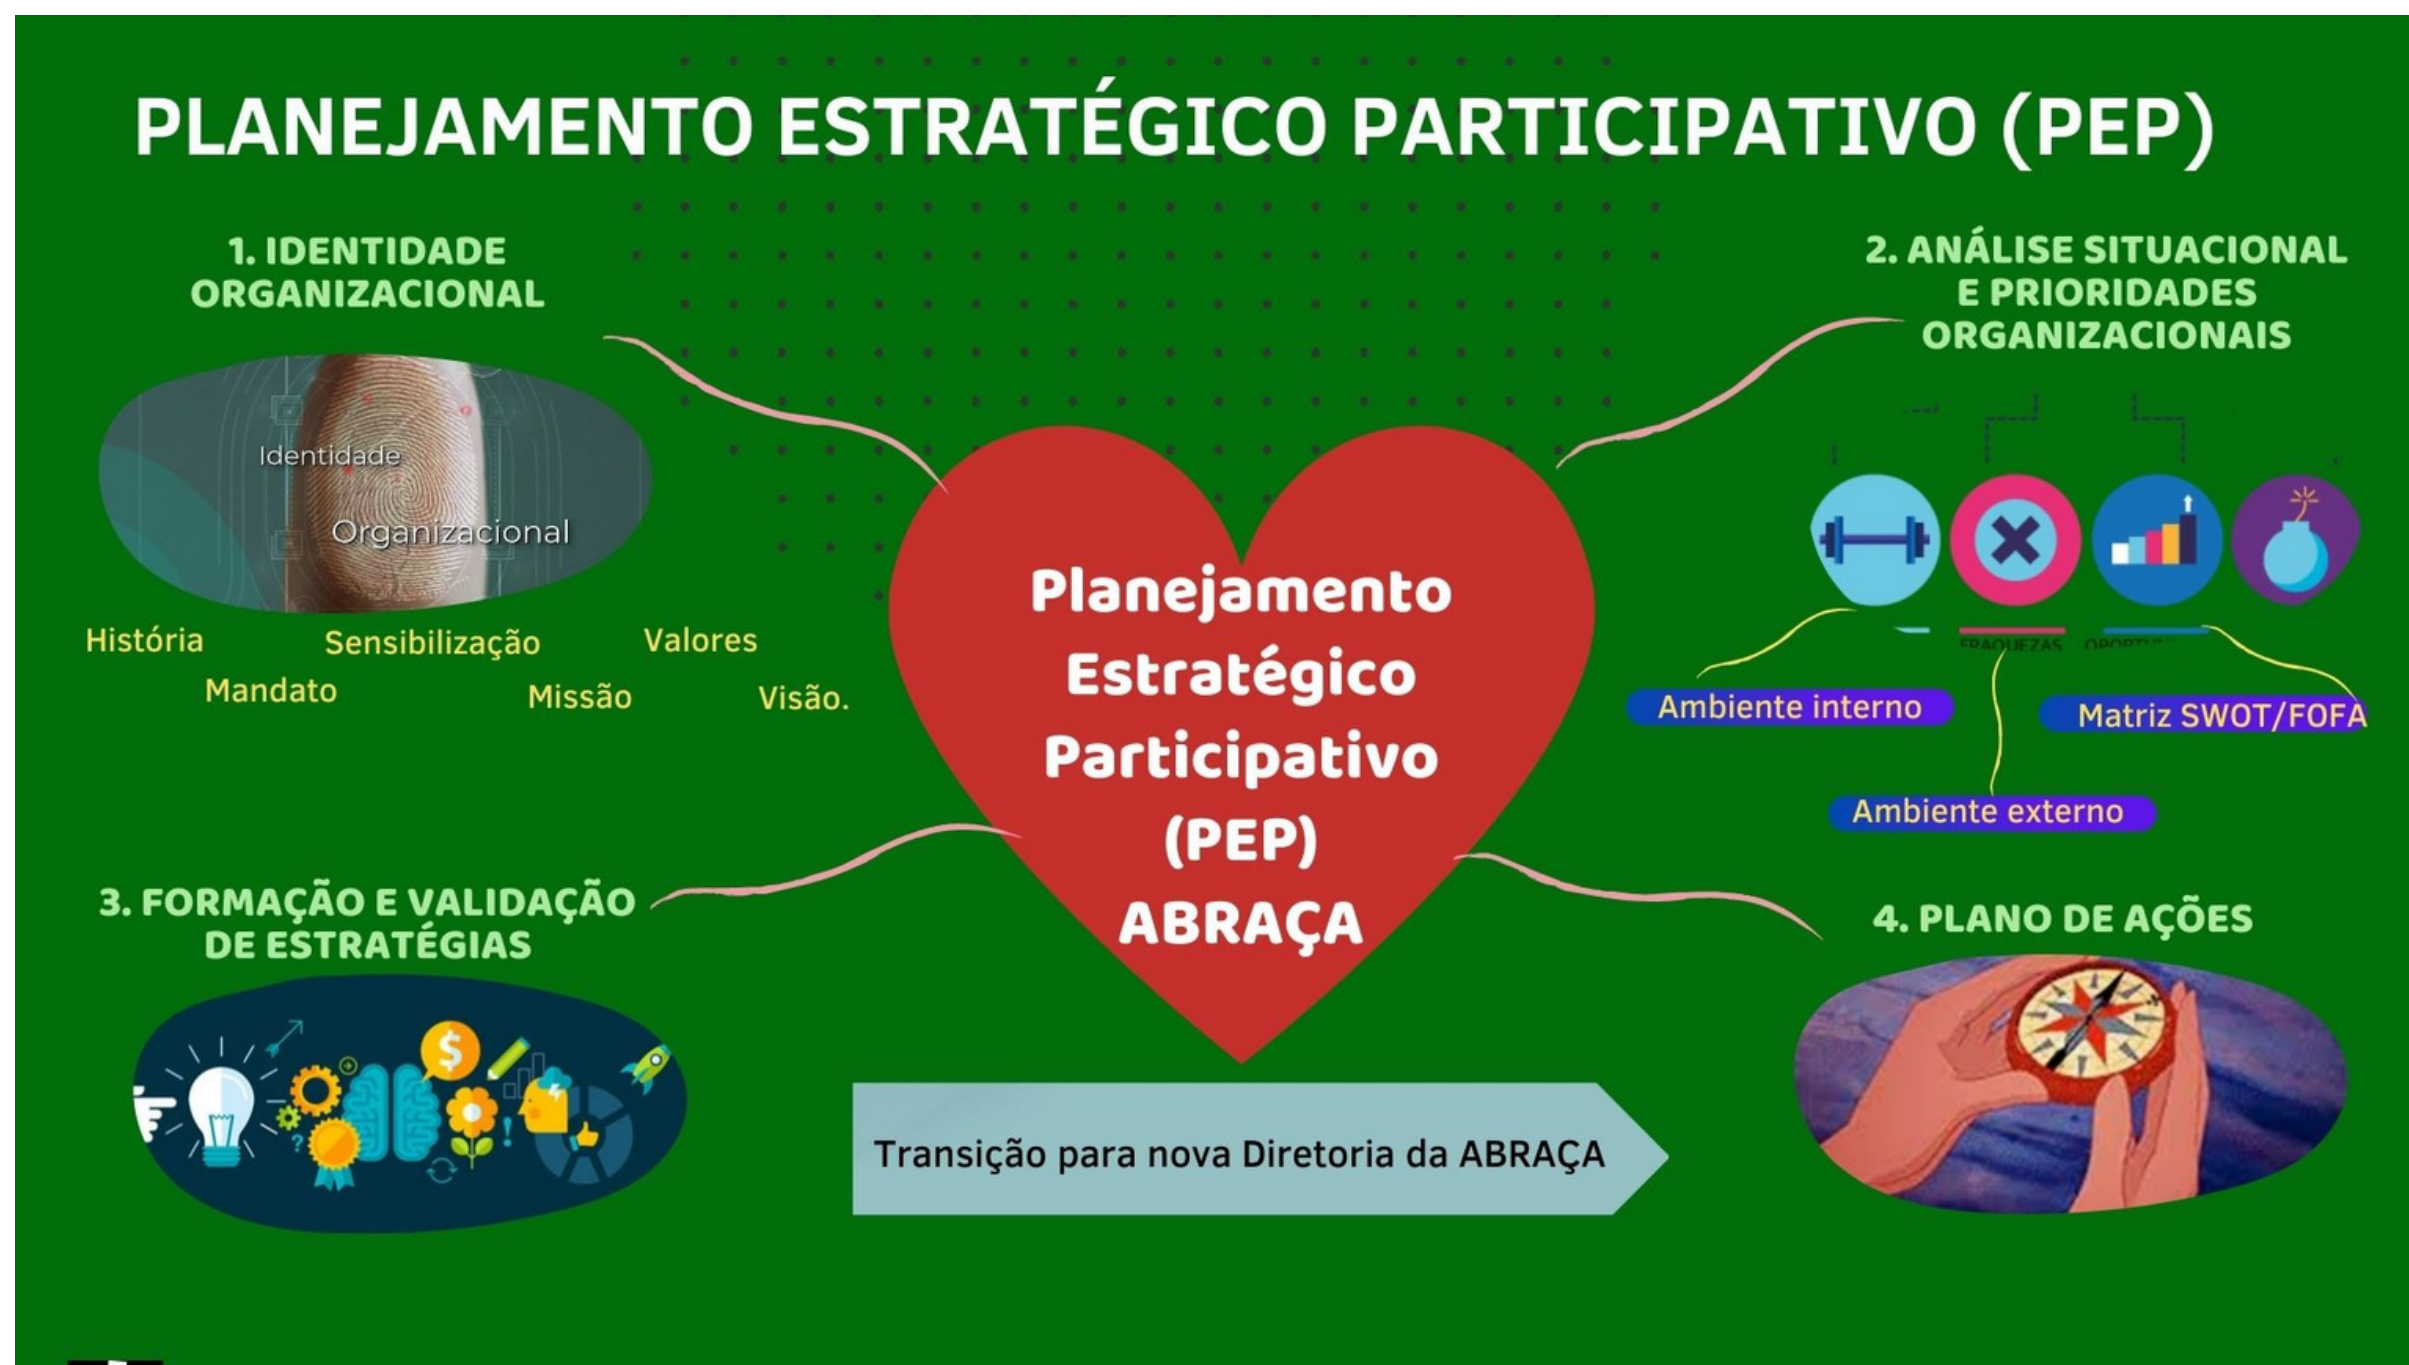 PLANEJAMENTO ESTRATÉGICO PARTICIPATIVO (PEP)
1. IDENTIDADE
ORGANIZACIONAL
Identidade
Organizacional
História
Sensibilização
Valores
Mandato
Missão
Visão.
2. ANÁLISE SITUACIONAL
E PRIORIDADES
ORGANIZACIONAIS
FRAQUEZAS
Ambiente interno
Matriz SWOT/FOFA
Ambiente externo
Planejamento
Estratégico
Participativo
(PEP)
ABRAÇA
3. FORMAÇÃO E VALIDAÇÃO
DE ESTRATÉGIAS
$
?
!
4. PLANO DE AÇÕES
Transição para nova Diretoria da ABRAÇA